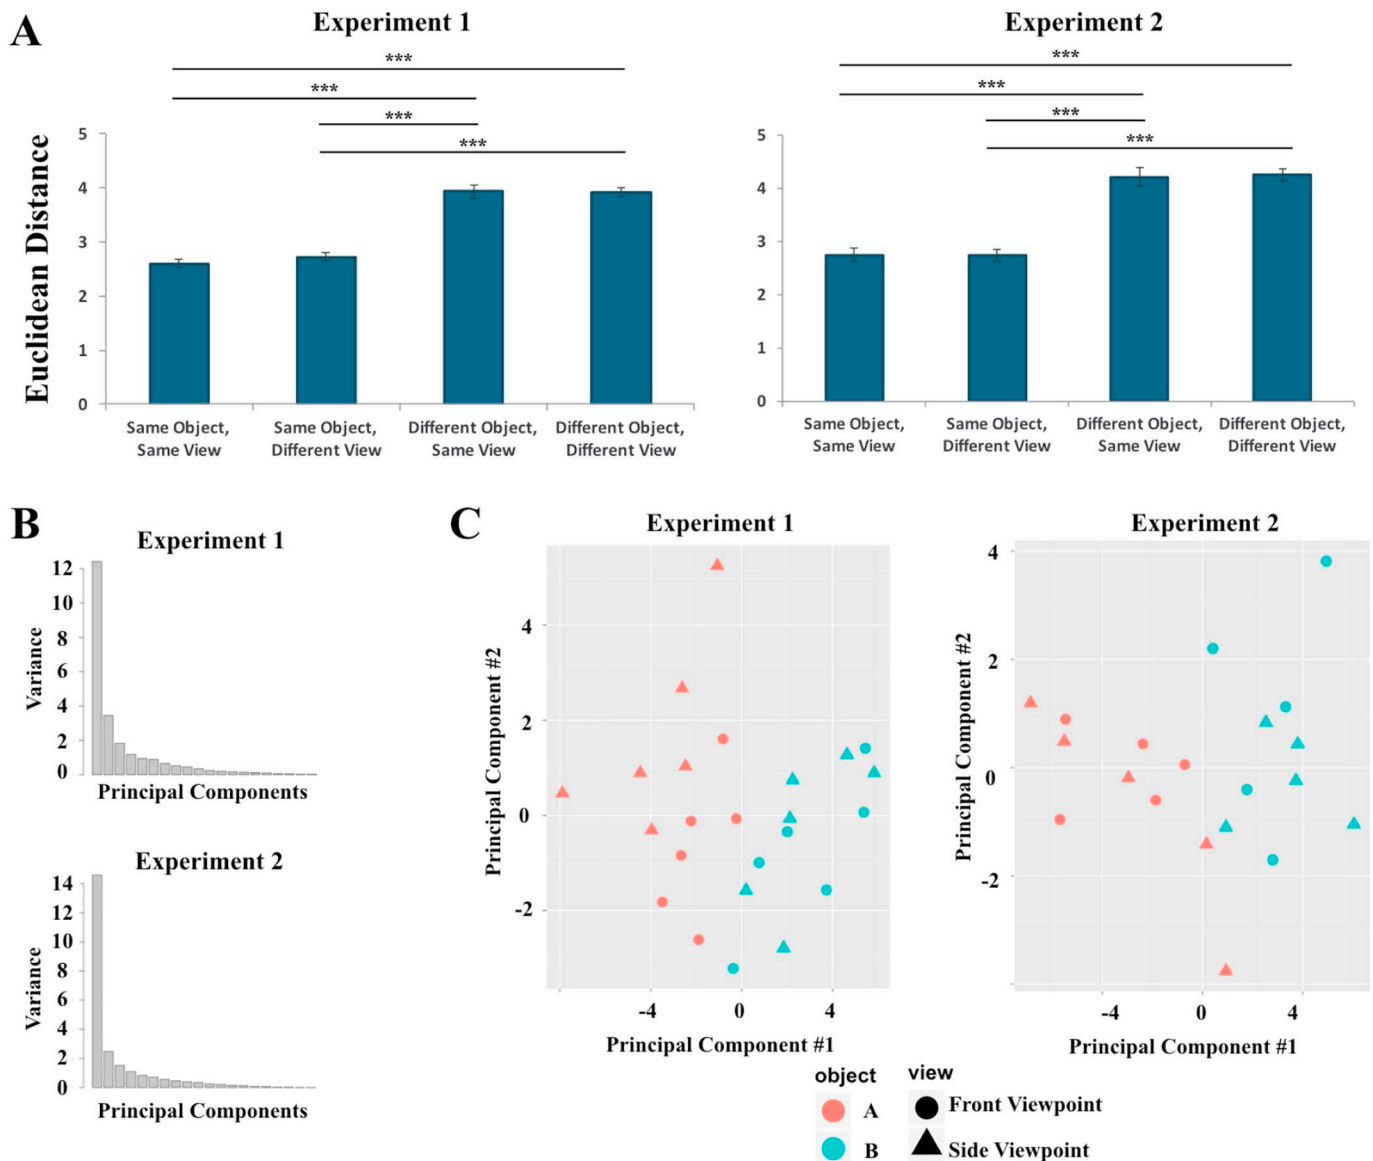 A
Experiment 1
Experiment 2
***
***
***
***
***
***
***
***
Euclidean Distance
5
4
3
2
1
0
Same Object,
Same View
Same Object,
Different View
Different Object,
Same View
Different Object,
Different View
5
4
3
2
1
0
Same Object,
Same View
Same Object,
Different View
Different Object,
Same View
Different Object,
Different View
B
Experiment 1
Variance
12
10
8
6
4
2
0
Principal Components
Experiment 2
Variance
14
12
10
8
6
4
2
0
Principal Components
C
Experiment 1
Principal Component #2
4
2
0
-2
-4
0
4
Principal Component #1
Experiment 2
Principal Component #2
4
2
0
-2
-4
0
4
Principal Component #1
object
A
B
view
Front Viewpoint
Side Viewpoint